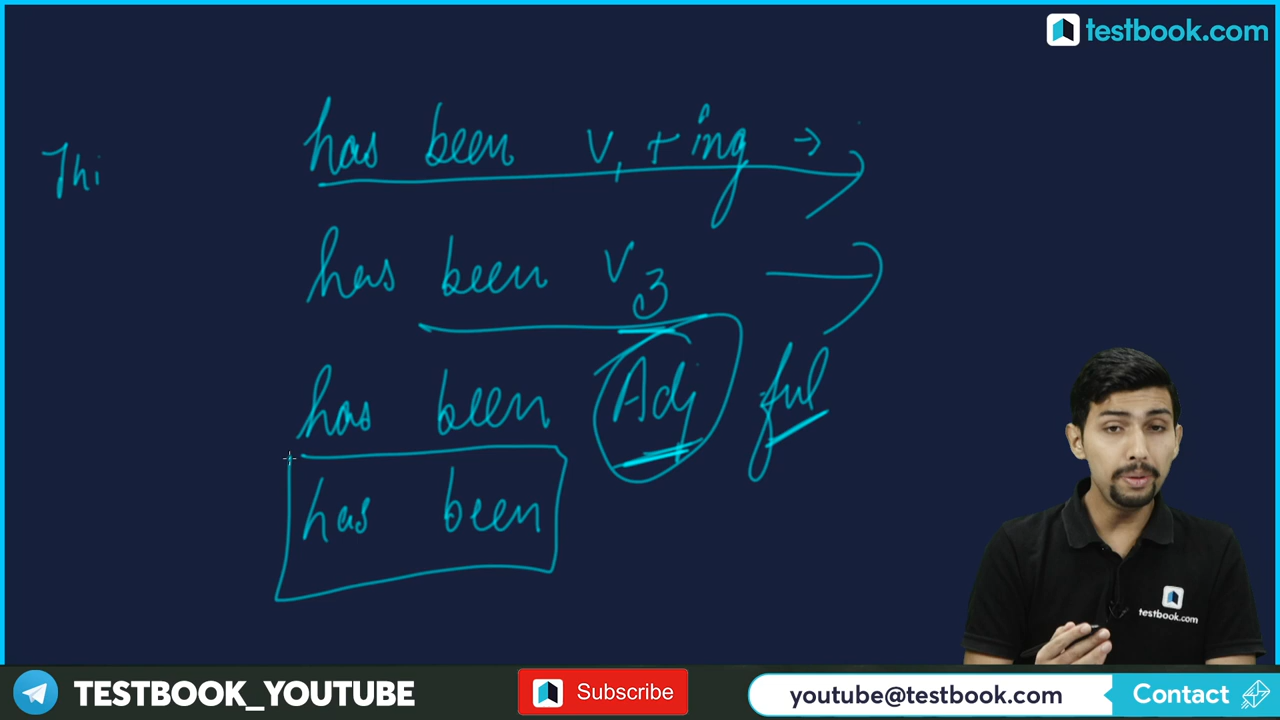 testbook.com
has been v1 + ing →
Thi
has been v3
has been Adj ful
has been
testbook.com
TESTBOOK_YOUTUBE
Subscribe
youtube@testbook.com
Contact